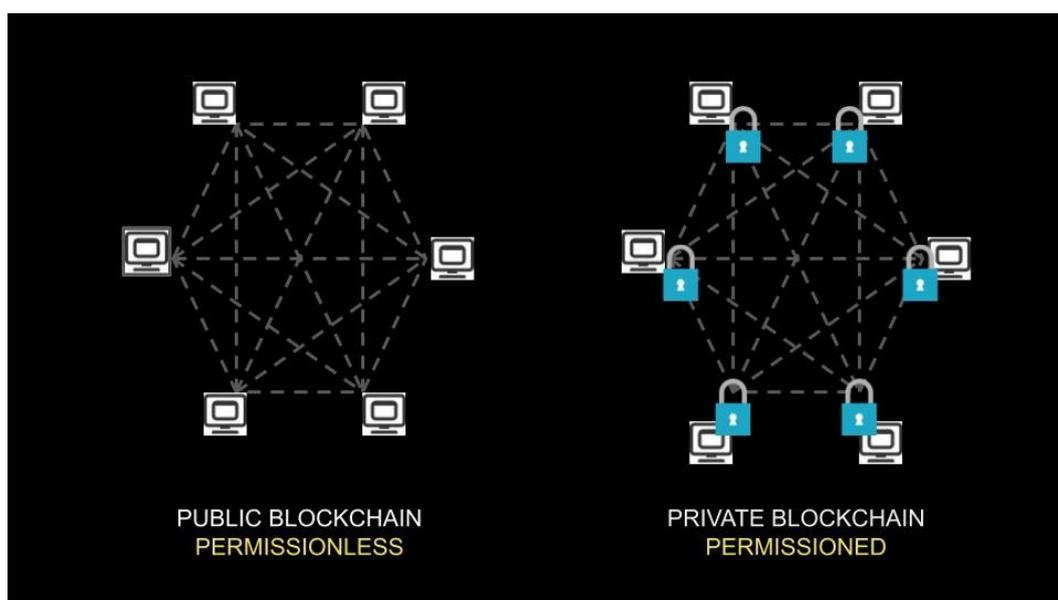 PUBLIC BLOCKCHAIN
PERMISSIONLESS
PRIVATE BLOCKCHAIN
PERMISSIONED